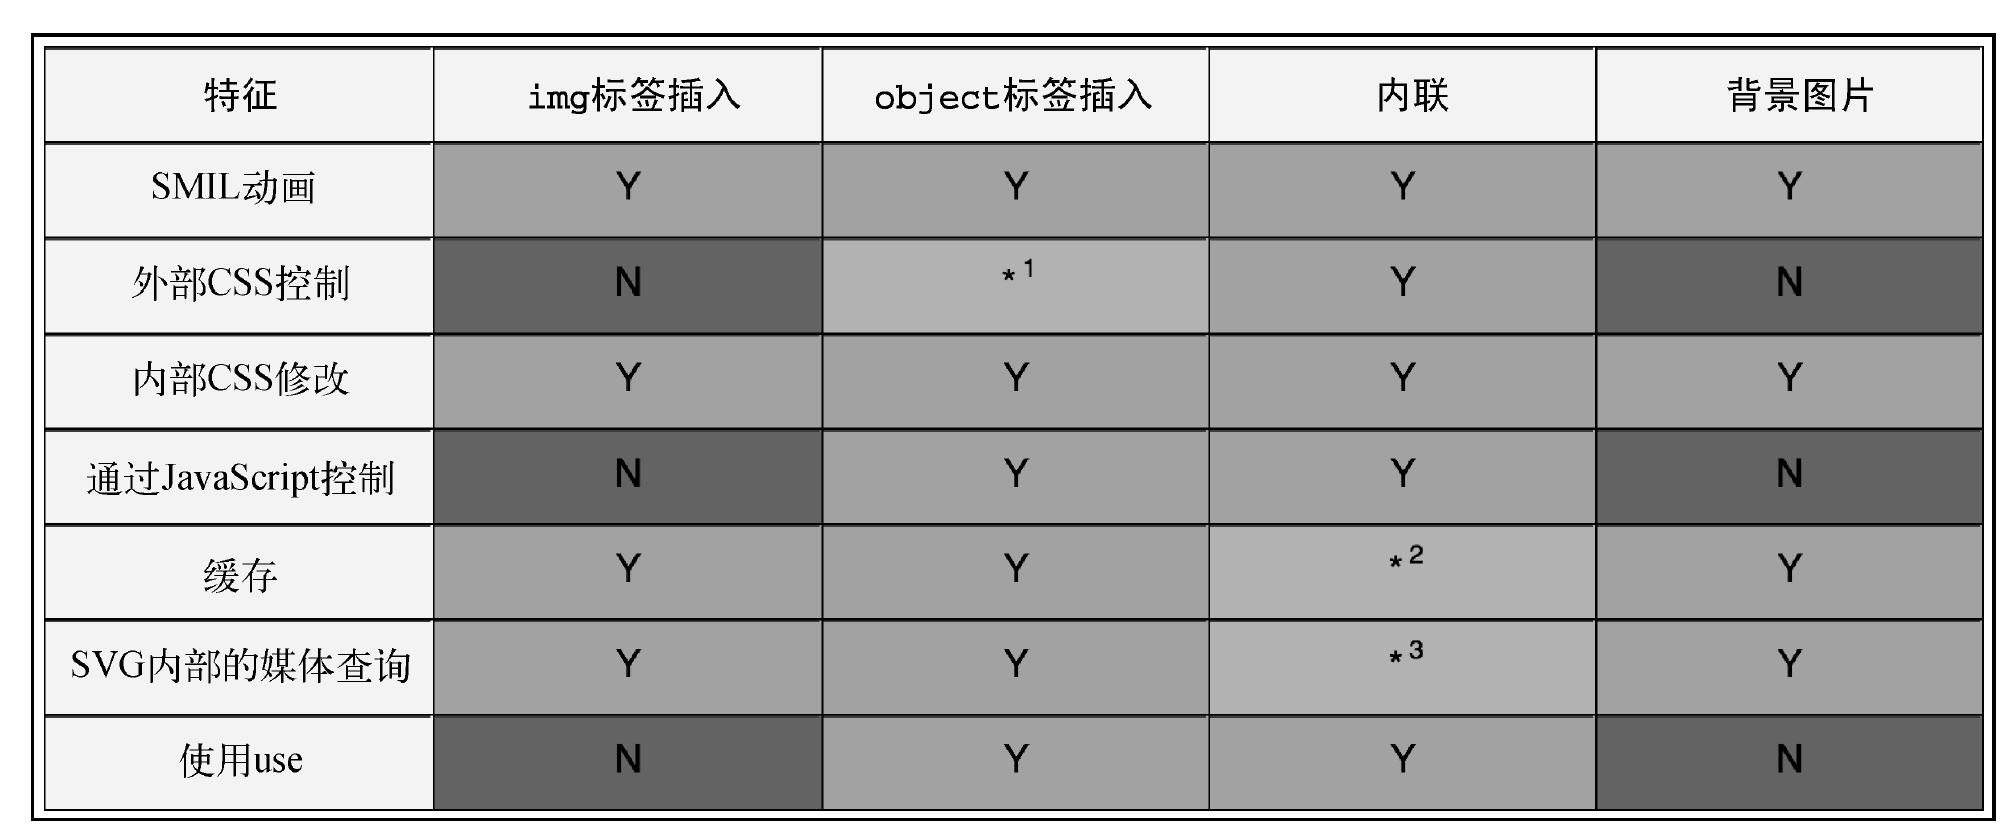 特征 img标签插入 object标签插入 内联 背景图片
SMIL动画 Y Y Y Y
外部CSS控制 N *1 Y N
内部CSS修改 Y Y Y Y
通过JavaScript控制 N Y Y N
缓存 Y Y *2 Y
SVG内部的媒体查询 Y Y *3 Y
使用use N Y Y N